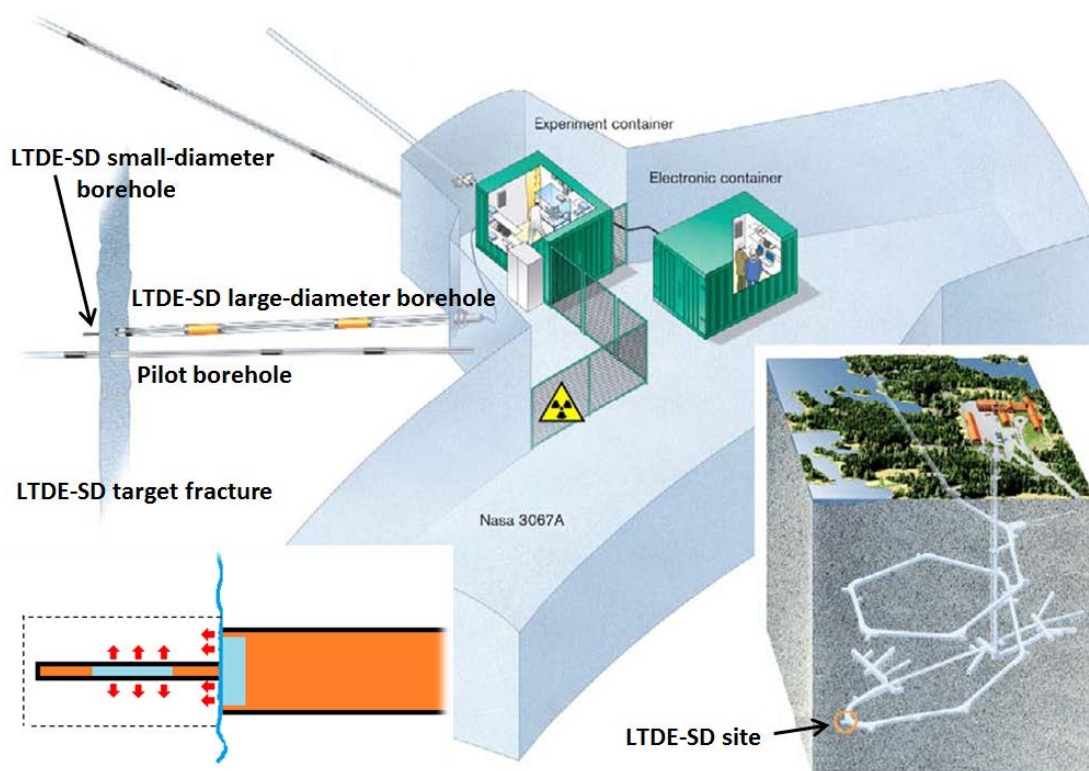 Experiment container
LTDE-SD small-diameter
borehole
Electronic container
LTDE-SD large-diameter borehole
Pilot borehole
LTDE-SD target fracture
Nasa 3067A
LTDE-SD site